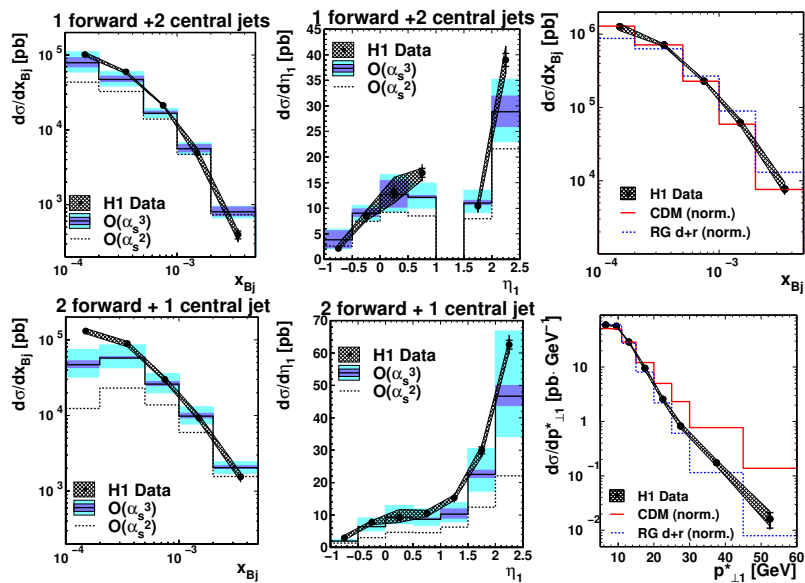 1 forward +2 central jets
dσ/dx_Bj [pb]
10^5
10^4
10^3
H1 Data
O(α_s^3)
O(α_s^2)
10^-4
10^-3
x_Bj
1 forward +2 central jets
dσ/dη_1 [pb]
45
40
35
30
25
20
15
10
5
0
H1 Data
O(α_s^3)
O(α_s^2)
-1 -0.5 0 0.5 1 1.5 2 2.5
η_1
dσ/dx_Bj [pb]
10^6
10^5
10^4
H1 Data
CDM (norm.)
RG d+r (norm.)
10^-4
10^-3
x_Bj
2 forward + 1 central jet
dσ/dx_Bj [pb]
10^5
10^4
10^3
H1 Data
O(α_s^3)
O(α_s^2)
10^-4
10^-3
x_Bj
2 forward + 1 central jet
dσ/dη_1 [pb]
70
60
50
40
30
20
10
0
H1 Data
O(α_s^3)
O(α_s^2)
-1 -0.5 0 0.5 1 1.5 2 2.5
η_1
dσ/dp*_⊥1 [pb· GeV^-1]
10
1
10^-1
10^-2
H1 Data
CDM (norm.)
RG d+r (norm.)
10 20 30 40 50 60
p*_⊥1 [GeV]